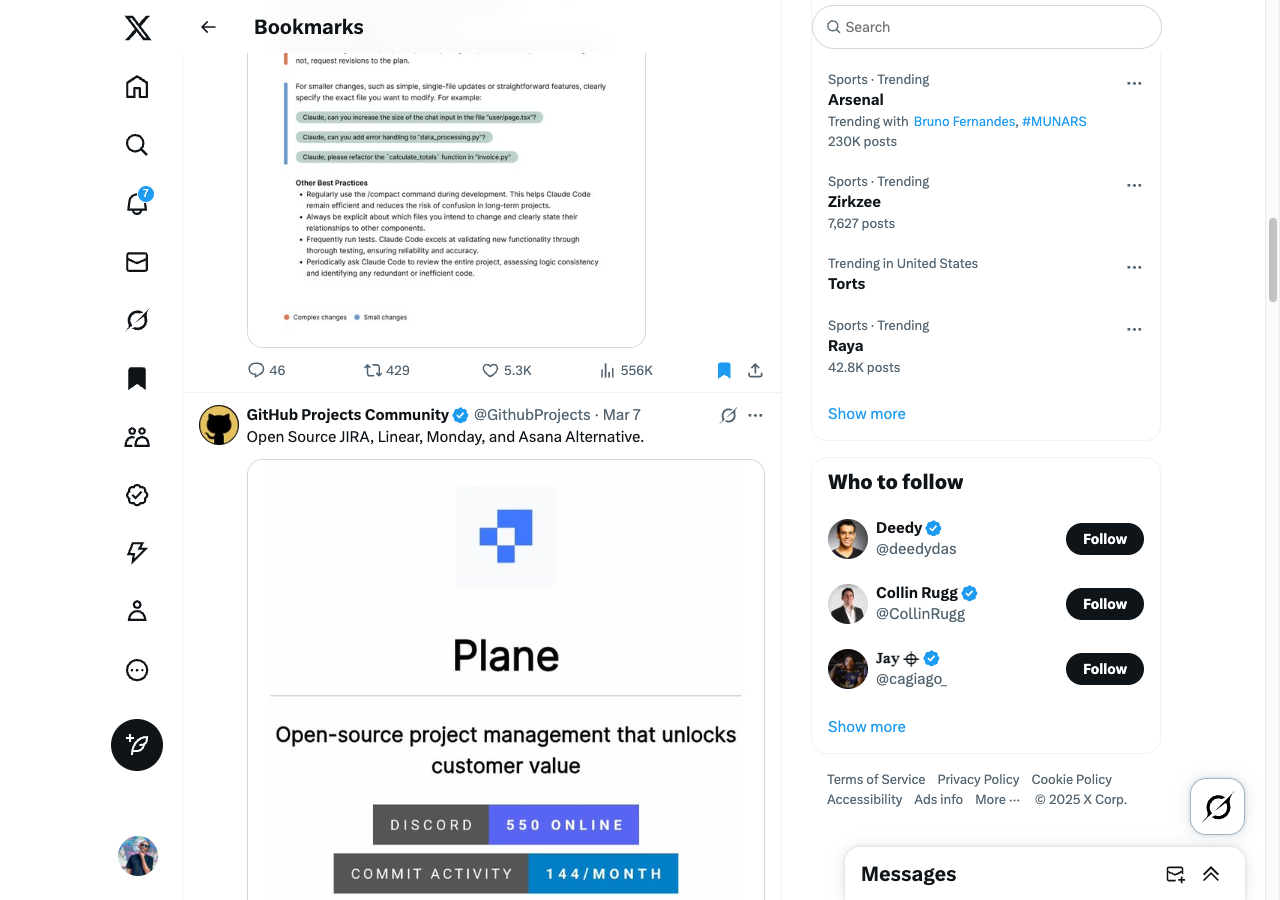 Bookmarks
not, request revisions to the plan.
For smaller changes, such as simple, single-file updates or straightforward features, clearly
specify the exact file you want to modify. For example:
Claude, can you increase the size of the chat input in the file "user/page.tsx"?
Claude, can you add error handling to "data_processing.py"?
Claude, please refactor the `calculate_totals` function in "invoice.py"
Other Best Practices
• Regularly use the /compact command during development. This helps Claude Code
remain efficient and reduces the risk of confusion in long-term projects.
• Always be explicit about which files you intend to change and clearly state their
relationships to other components.
• Frequently run tests. Claude Code excels at validating new functionality through
thorough testing, ensuring reliability and accuracy.
• Periodically ask Claude Code to review the entire project, assessing logic consistency
and identifying any redundant or inefficient code.
Complex changes Small changes
46 429 5.3K 556K
GitHub Projects Community @GithubProjects · Mar 7
Open Source JIRA, Linear, Monday, and Asana Alternative.
Plane
Open-source project management that unlocks
customer value
DISCORD 550 ONLINE
COMMIT ACTIVITY 144/MONTH
7
Search
Sports · Trending
Arsenal
Trending with Bruno Fernandes, #MUNARS
230K posts
Sports · Trending
Zirkzee
7,627 posts
Trending in United States
Torts
Sports · Trending
Raya
42.8K posts
Show more
Who to follow
Deedy
@deedydas
Follow
Collin Rugg
@CollinRugg
Follow
Jay
@cagiago_
Follow
Show more
Terms of Service Privacy Policy Cookie Policy
Accessibility Ads info More ··· © 2025 X Corp.
Messages